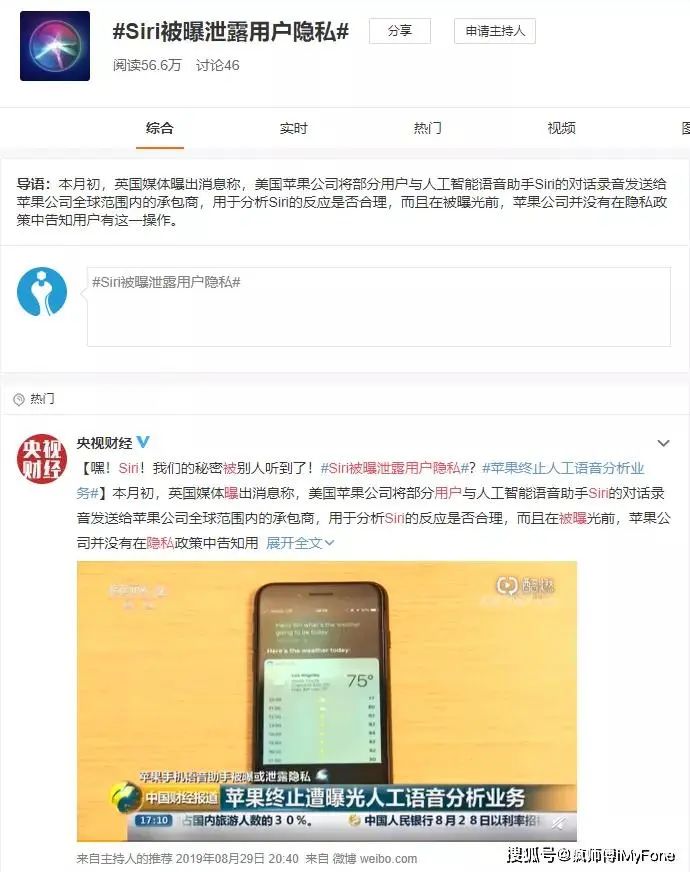 #Siri被曝泄露用户隐私#
分享
申请主持人
阅读56.6万 讨论46
综合
实时
热门
视频
导语：本月初，英国媒体曝出消息称，美国苹果公司将部分用户与人工智能语音助手Siri的对话录音发送给
苹果公司全球范围内的承包商，用于分析Siri的反应是否合理，而且在被曝光前，苹果公司并没有在隐私政
策中告知用户有这一操作。
#Siri被曝泄露用户隐私#
热门
央视财经
央视财经
【嘿！Siri！我们的秘密被别人听到了！#Siri被曝泄露用户隐私#？#苹果终止人工语音分析业
务#】本月初，英国媒体曝出消息称，美国苹果公司将部分用户与人工智能语音助手Siri的对话录
音发送给苹果公司全球范围内的承包商，用于分析Siri的反应是否合理，而且在被曝光前，苹果公
司并没有在隐私政策中告知用 展开全文
going to be today
Here's the weather today:
Los Angeles
75°
苹果手机语音助手被曝或泄露隐私
中国财经报道
苹果终止遭曝光人工语音分析业务
17:10
占国内旅游人数的30%。
中国人民银行8月28日以利率招
来自主持人的推荐 2019年08月29日 20:40 来自 微博 weibo.com
搜狐号@疯师傅iMyFone